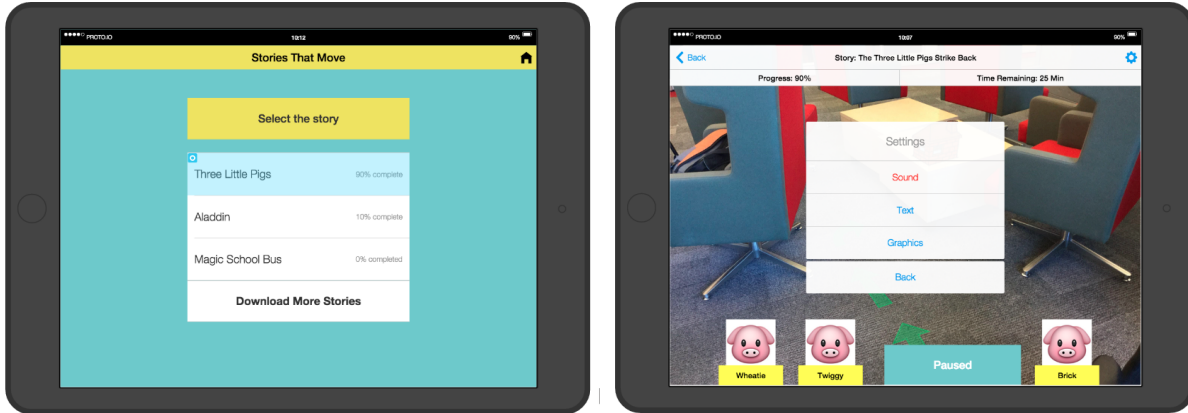 PROTO.IO 10:12 90%
Stories That Move
Select the story
Three Little Pigs 90% complete
Aladdin 10% complete
Magic School Bus 0% completed
Download More Stories
PROTO.IO 10:07 90%
Back Story: The Three Little Pigs Strike Back
Progress: 90% Time Remaining: 25 Min
Settings
Sound
Text
Graphics
Back
Paused
Wheatie Twiggy Brick